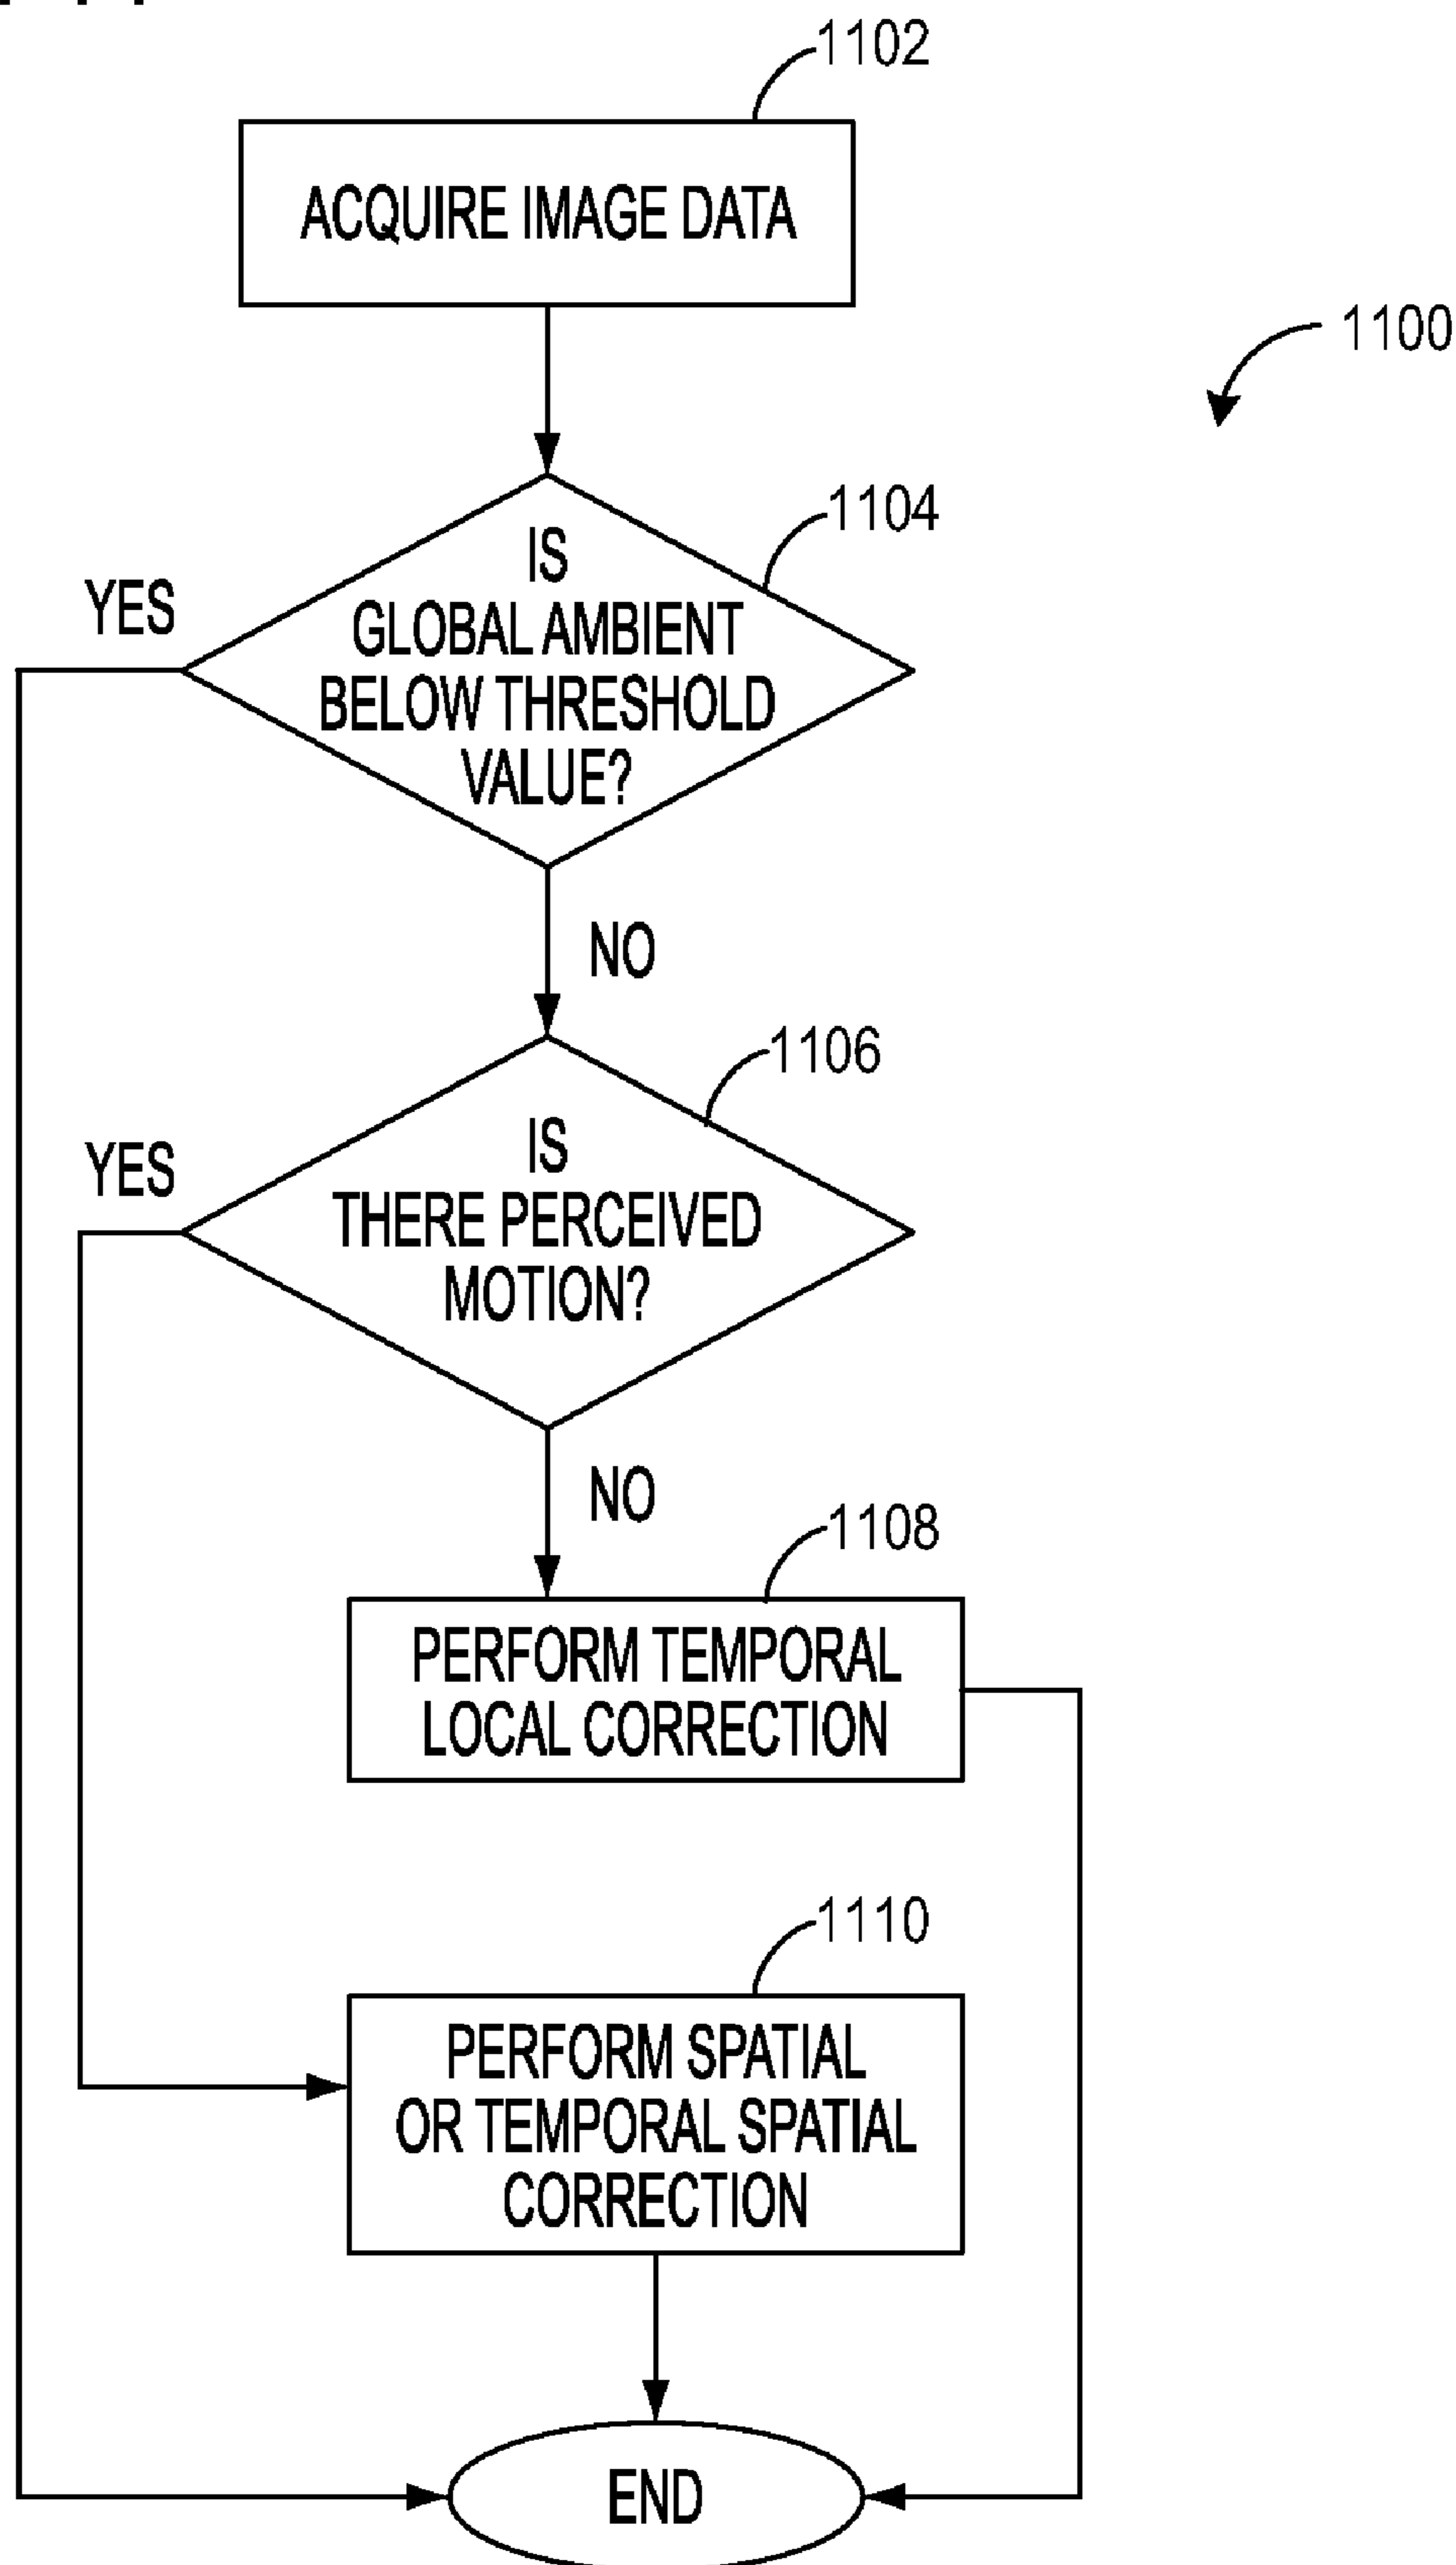 1102
ACQUIRE IMAGE DATA
1100
1104
IS
GLOBAL AMBIENT
BELOW THRESHOLD
VALUE?
YES
NO
1106
IS
THERE PERCEIVED
MOTION?
YES
NO
1108
PERFORM TEMPORAL
LOCAL CORRECTION
1110
PERFORM SPATIAL
OR TEMPORAL SPATIAL
CORRECTION
END